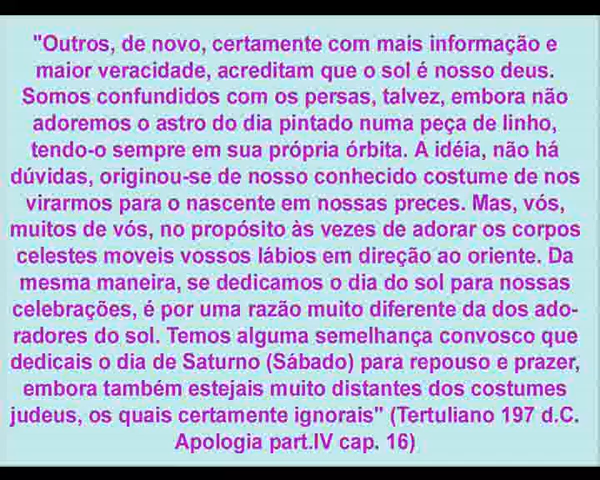 "Outros, de novo, certamente com mais informação e
maior veracidade, acreditam que o sol é nosso deus.
Somos confundidos com os persas, talvez, embora não
adoremos o astro do dia pintado numa peça de linho,
tendo-o sempre em sua própria órbita. A idéia, não há
dúvidas, originou-se de nosso conhecido costume de nos
virarmos para o nascente em nossas preces. Mas, vós,
muitos de vós, no propósito às vezes de adorar os corpos
celestes moveis vossos lábios em direção ao oriente. Da
mesma maneira, se dedicamos o dia do sol para nossas
celebrações, é por uma razão muito diferente da dos ado-
radores do sol. Temos alguma semelhança convosco que
dedicais o dia de Saturno (Sábado) para repouso e prazer,
embora também estejais muito distantes dos costumes
judeus, os quais certamente ignorais" (Tertuliano 197 d.C.
Apologia part.IV cap. 16)